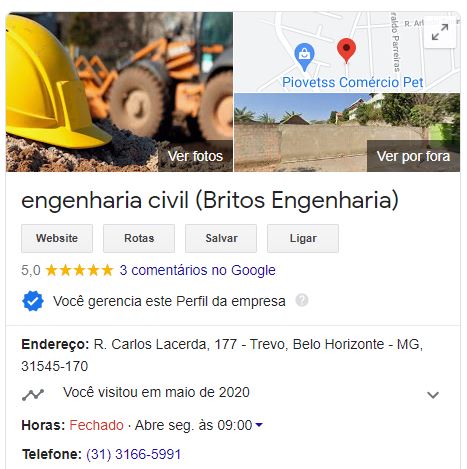 R. A
raldo Parreiras
Piovetss Comércio Pet
Ver fotos
Ver por fora
engenharia civil (Britos Engenharia)
Website Rotas Salvar Ligar
5,0 3 comentários no Google
Você gerencia este Perfil da empresa
Endereço: R. Carlos Lacerda, 177 - Trevo, Belo Horizonte - MG,
31545-170
Você visitou em maio de 2020
Horas: Fechado · Abre seg. às 09:00
Telefone: (31) 3166-5991